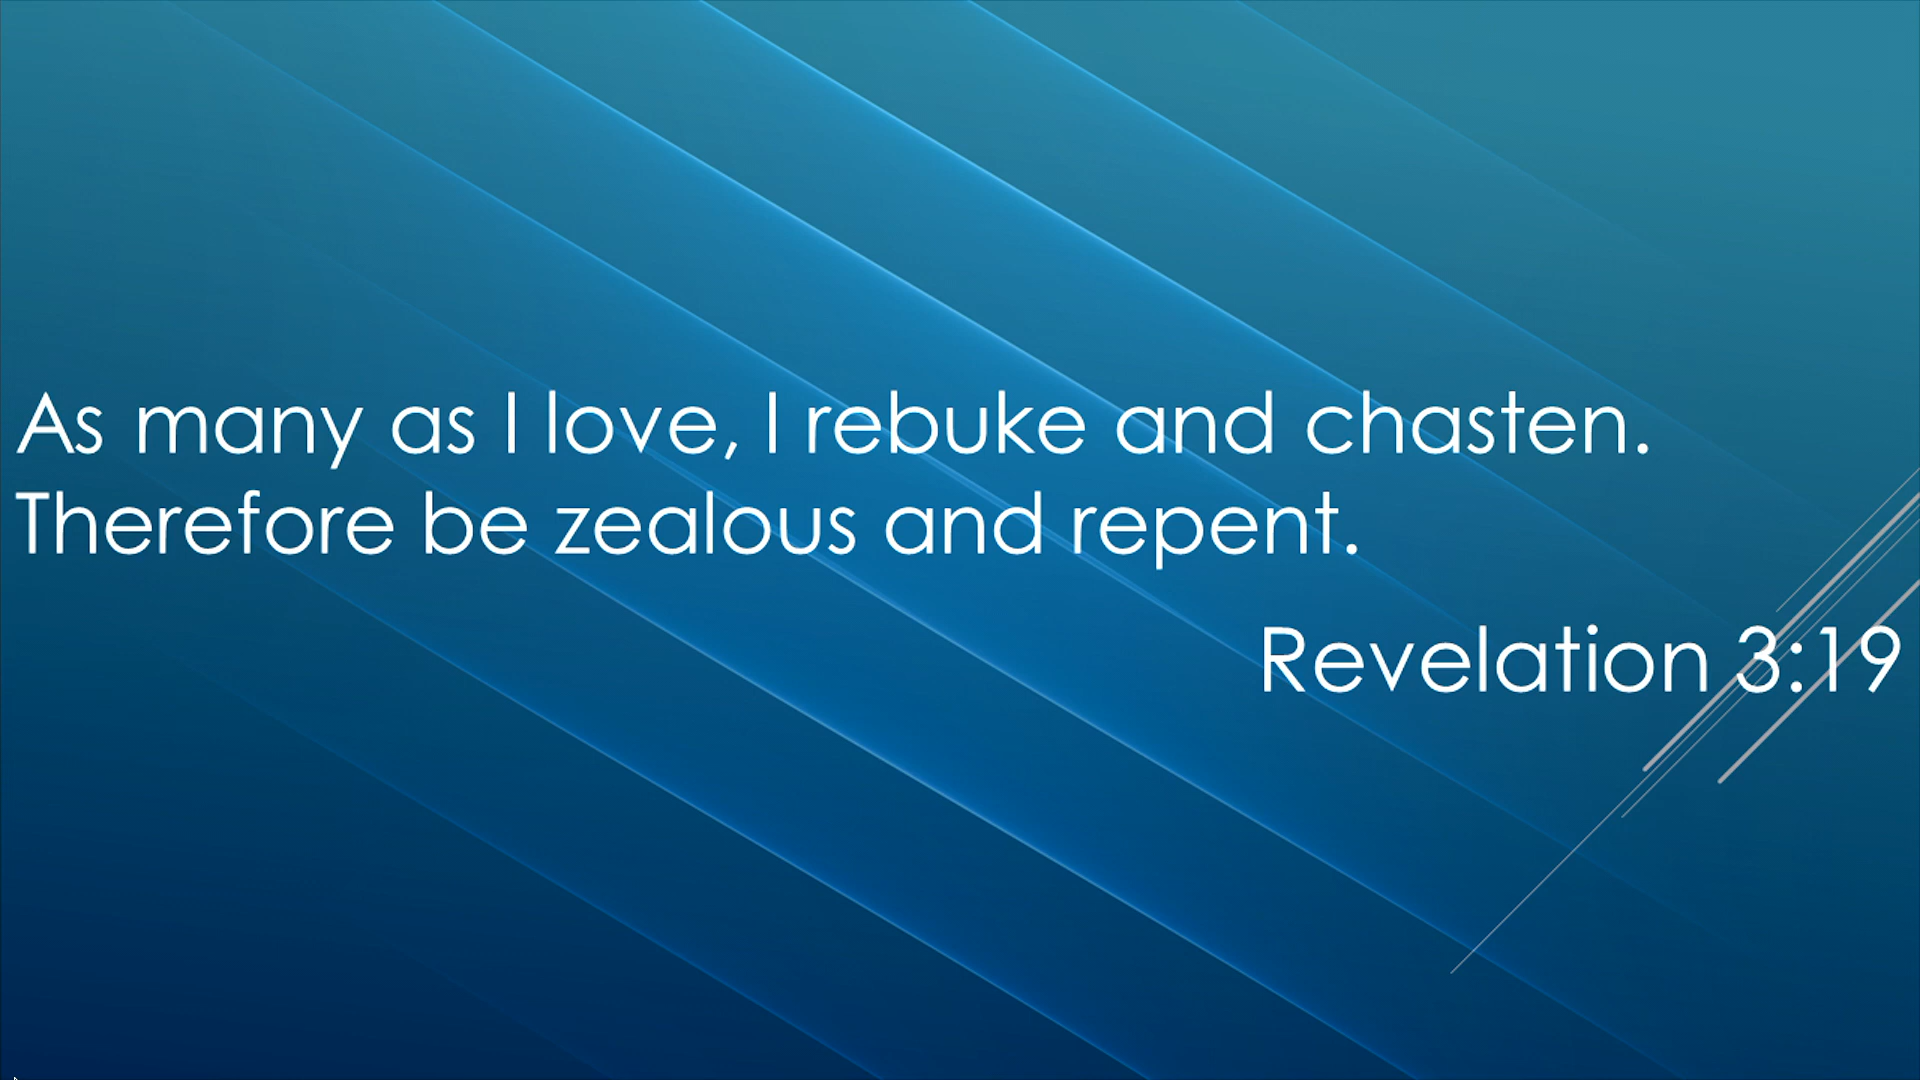 As many as I love, I rebuke and chasten.
Therefore be zealous and repent.
Revelation 3:19